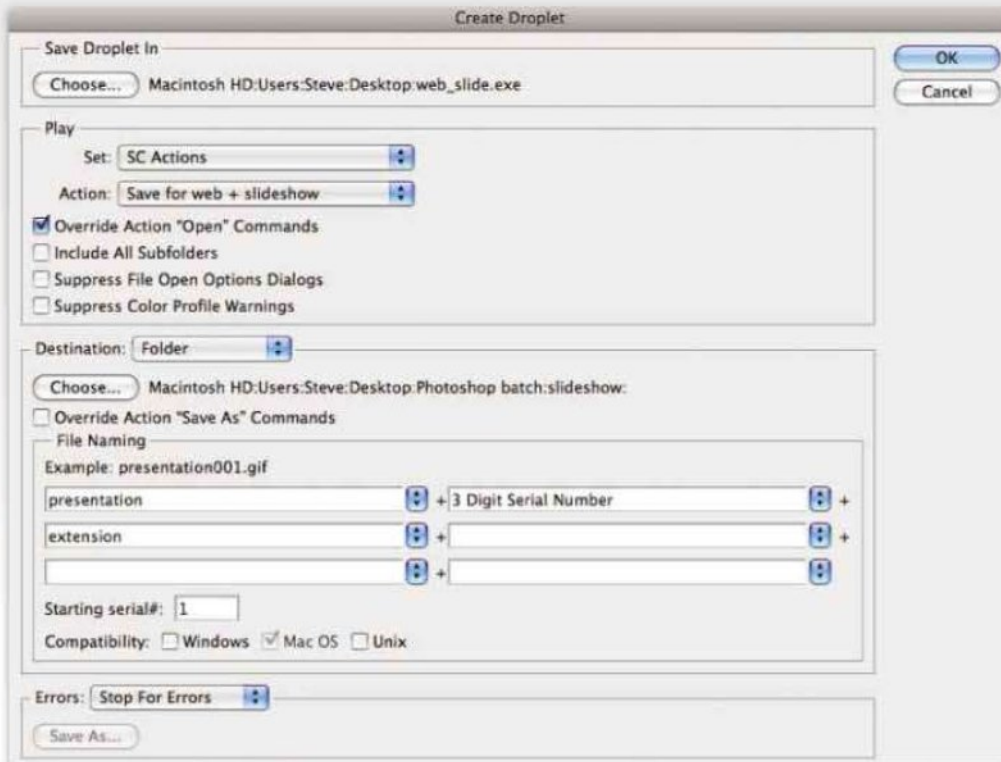 Create Droplet
Save Droplet In
OK
Choose... Macintosh HD:Users:Steve:Desktop:web_slide.exe
Cancel
Play
Set: SC Actions
Action: Save for web + slideshow
Override Action "Open" Commands
Include All Subfolders
Suppress File Open Options Dialogs
Suppress Color Profile Warnings
Destination: Folder
Choose... Macintosh HD:Users:Steve:Desktop:Photoshop batch:slideshow:
Override Action "Save As" Commands
File Naming
Example: presentation001.gif
presentation + 3 Digit Serial Number +
extension + +
+
Starting serial#: 1
Compatibility: Windows Mac OS Unix
Errors: Stop For Errors
Save As...